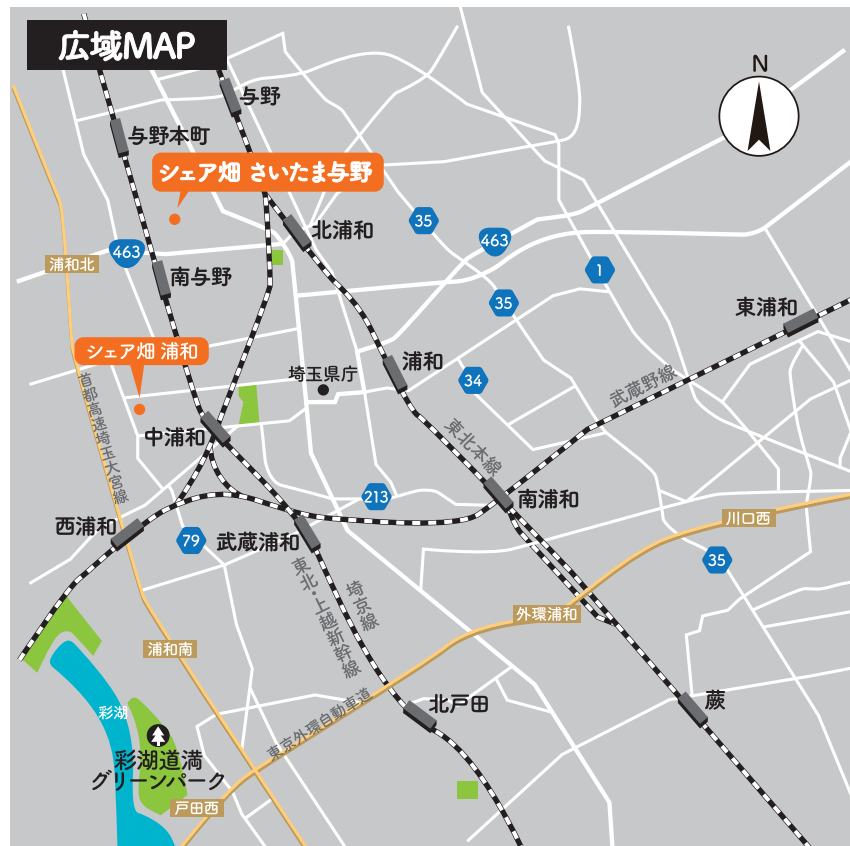 広域MAP
N
与野
与野本町
シェア畑 さいたま与野
35
北浦和
463
463
浦和北
1
南与野
35
東浦和
シェア畑 浦和
浦和
埼玉県庁
34
武蔵野線
首都高速埼玉大宮線
中浦和
東北本線
213
南浦和
川口西
西浦和
79
武蔵浦和
35
東北・上越新幹線
埼京線
外環浦和
浦和南
北戸田
蕨
彩湖
東京外環自動車道
彩湖道満
グリーンパーク
戸田西